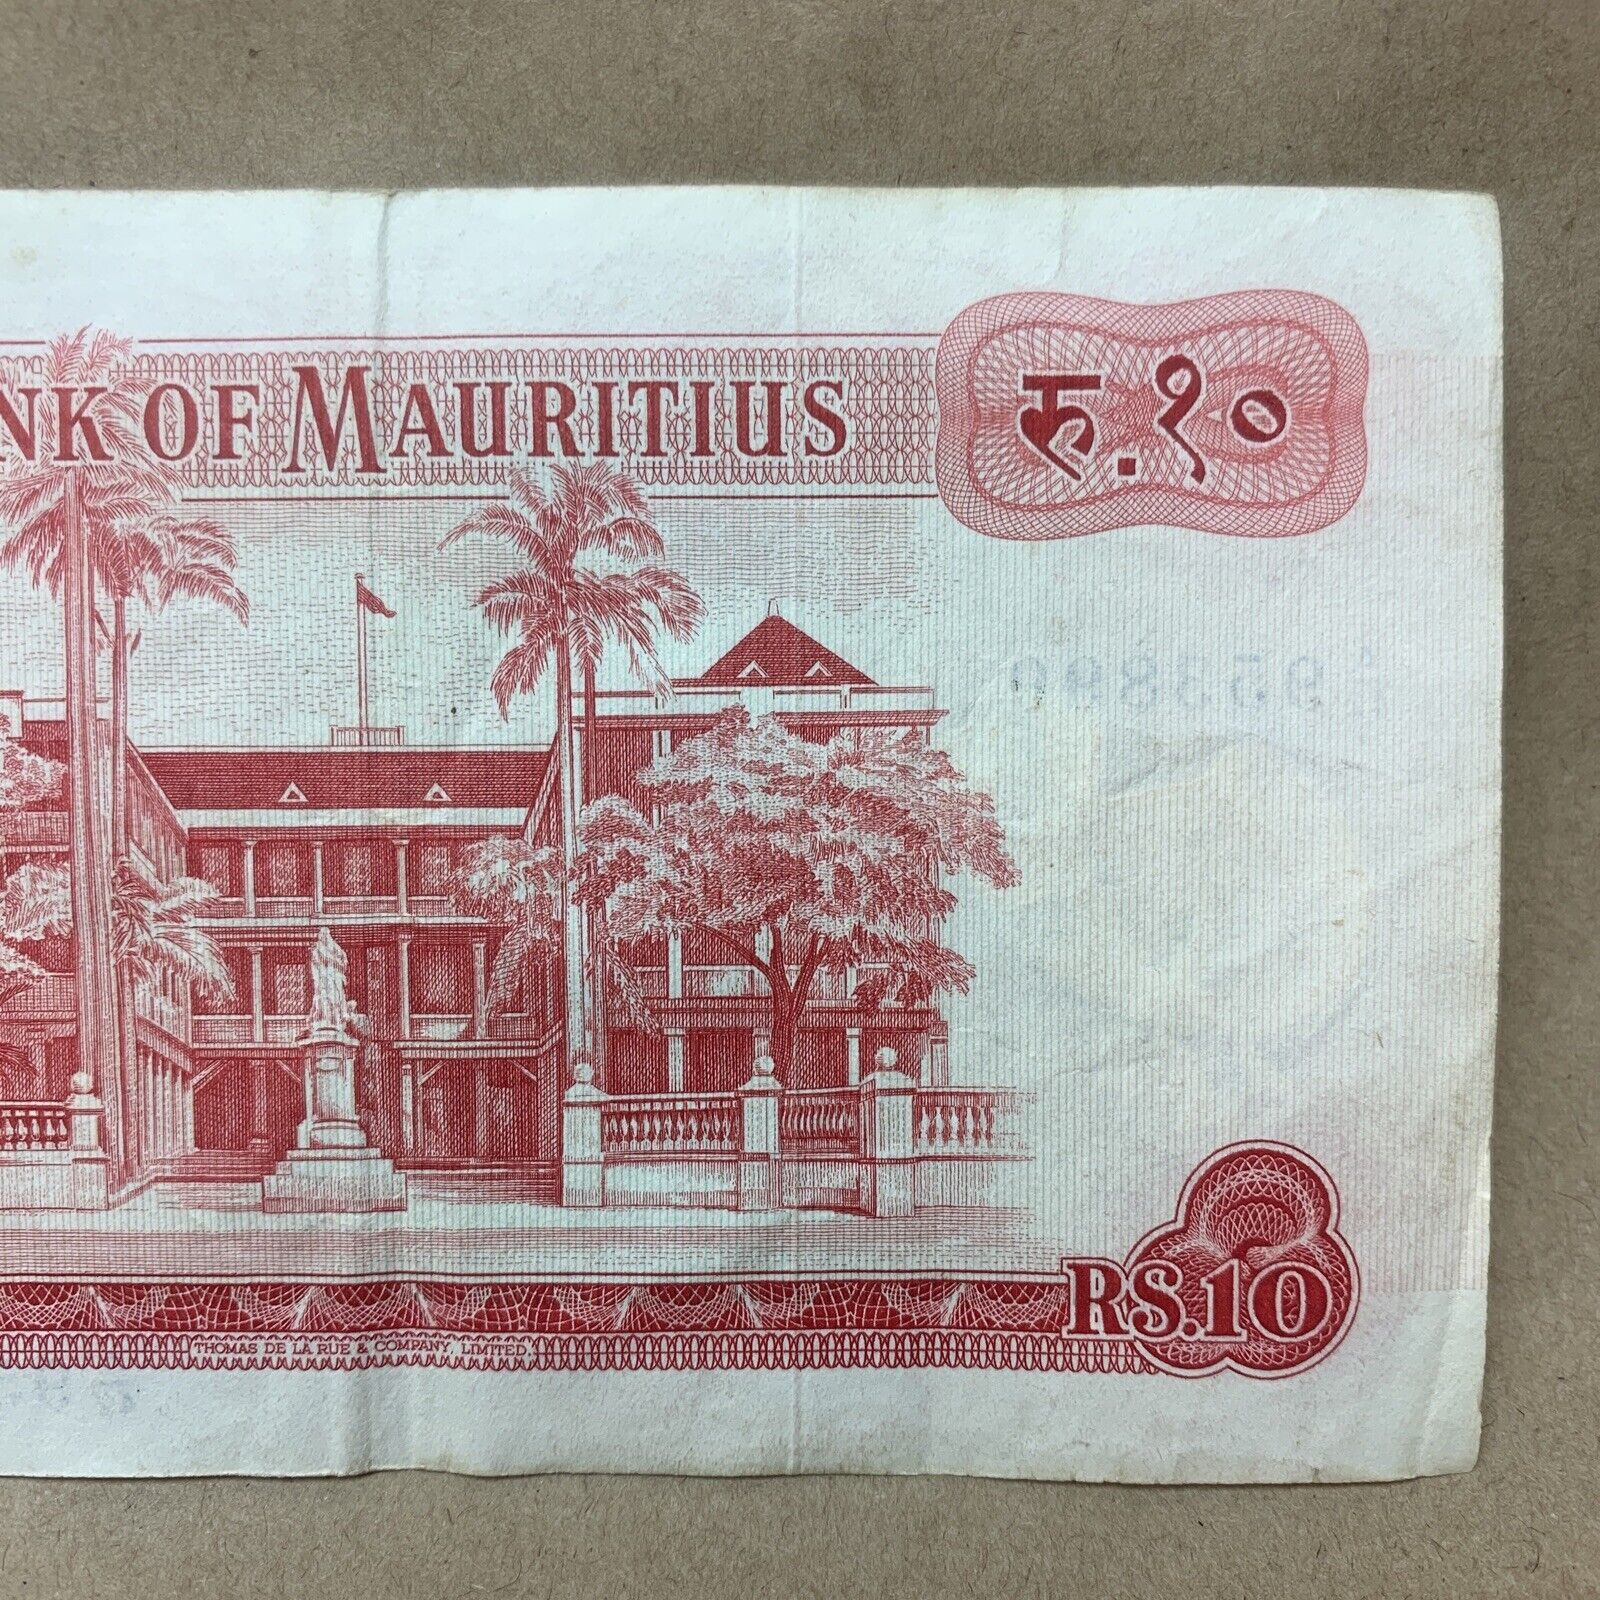 NK OF MAURITIUS
रु.१०
RS.10
THOMAS DE LA RUE & COMPANY, LIMITED.